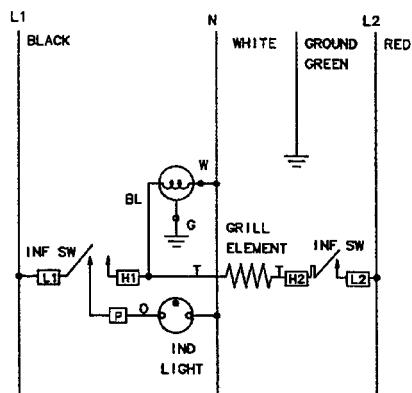 L1 N L2
BLACK WHITE GROUND RED
GREEN
W
BL
G
GRILL
ELEMENT
INF SW INF SW
L1 H1 T T H2 L2
P O
IND
LIGHT